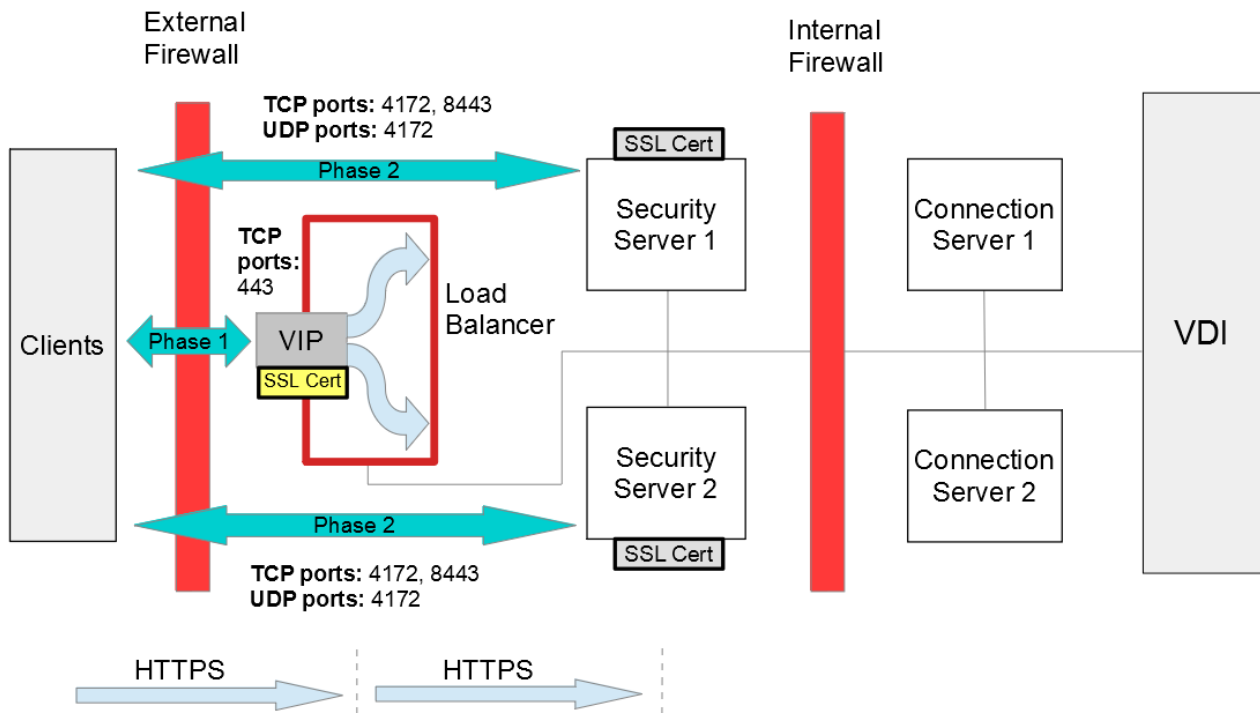 External
Firewall
Internal
Firewall
TCP ports: 4172, 8443
UDP ports: 4172
SSL Cert
Phase 2
Security
Server 1
Connection
Server 1
TCP
ports:
443
Load
Balancer
Clients
Phase 1
VIP
SSL Cert
VDI
Security
Server 2
Connection
Server 2
Phase 2
SSL Cert
TCP ports: 4172, 8443
UDP ports: 4172
HTTPS
HTTPS